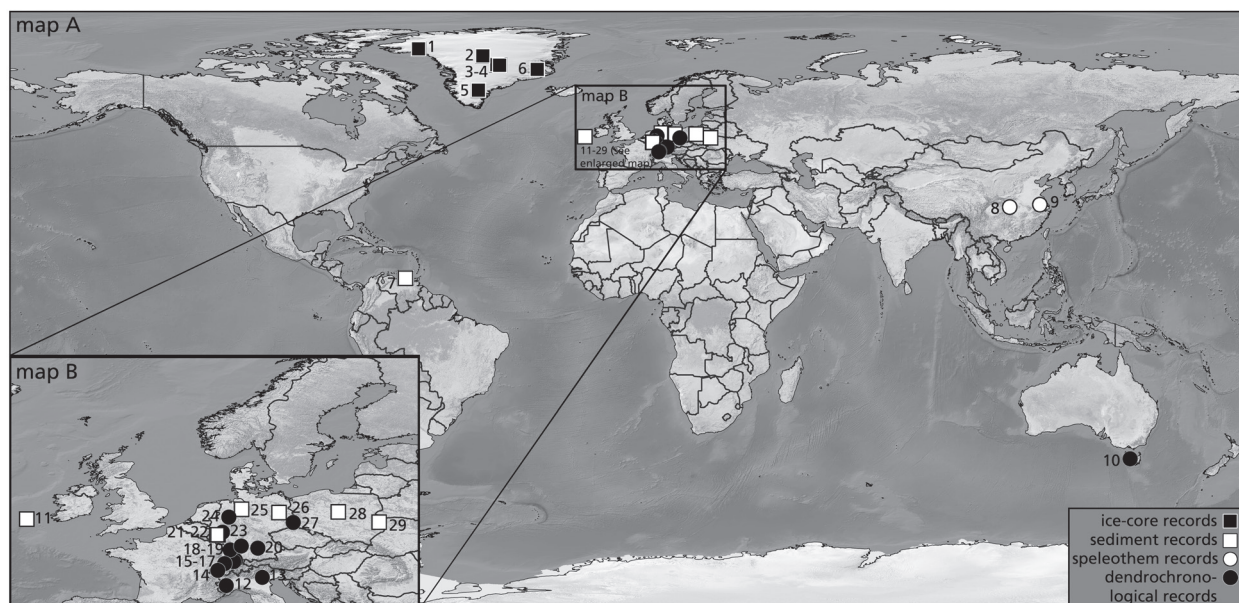 map A
1
2
3-4
5
6
map B
11-29 (see
enlarged map)
7
8
9
10
map B
11
12
13
14
15-17
18-19
20
21-22
23
24
25
26
27
28
29
ice-core records
sediment records
speleothem records
dendrochrono-
logical records